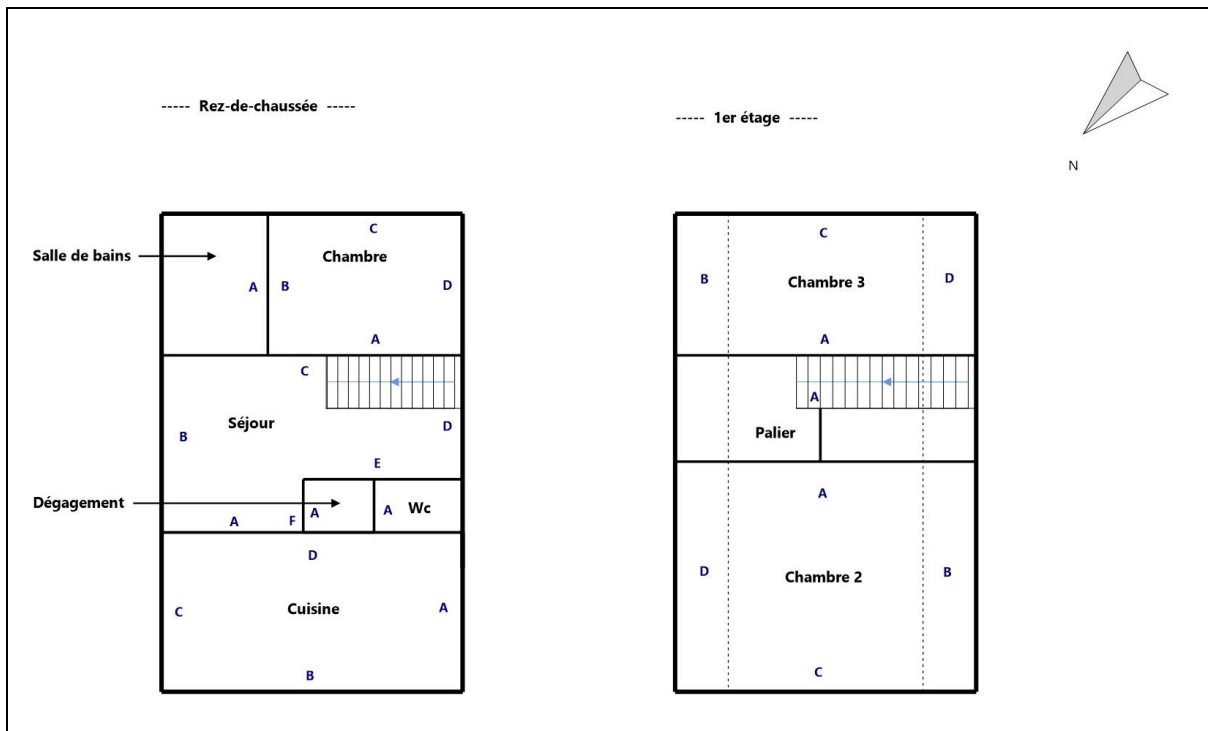 ----- Rez-de-chaussée -----
----- 1er étage -----
N
Salle de bains
A
B
C
Chambre
D
A
C
Séjour
B
D
E
Dégagement
A
F
A
A
Wc
D
Cuisine
C
A
B
C
B
Chambre 3
D
A
A
Palier
A
D
Chambre 2
B
C